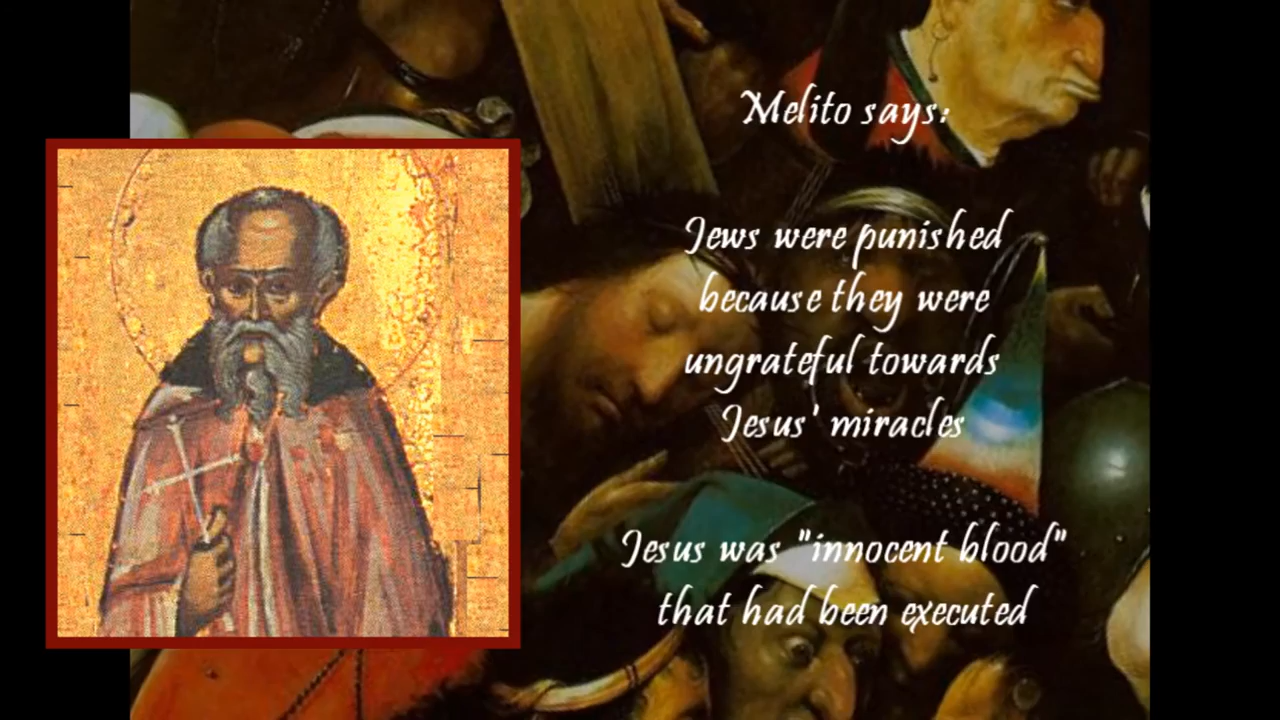 Melito says:
Jews were punished
because they were
ungrateful towards
Jesus' miracles
Jesus was "innocent blood"
that had been executed